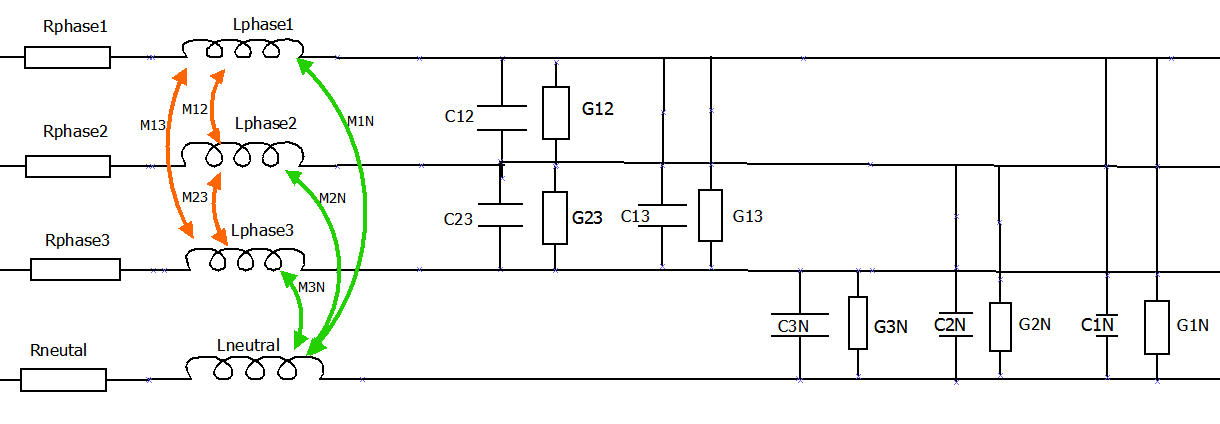 Rphase1
Lphase1
M12
M13
M1N
C12
G12
Rphase2
Lphase2
M23
M2N
C23
G23
C13
G13
Rphase3
Lphase3
M3N
C3N
G3N
C2N
G2N
C1N
G1N
Rneutal
Lneutral